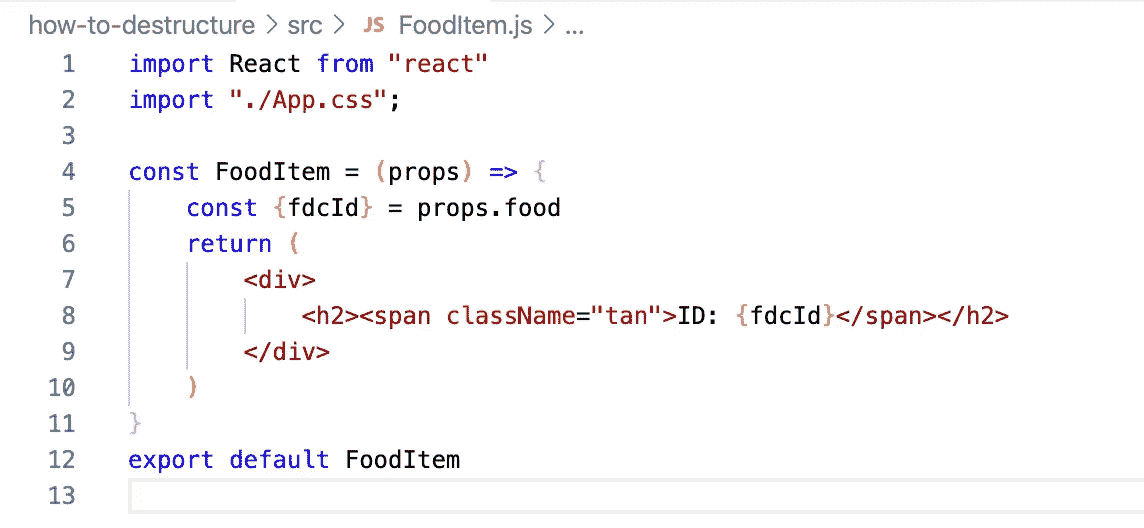 how-to-destructure > src > JS FoodItem.js > ...
1 import React from "react"
2 import "./App.css";
3
4 const FoodItem = (props) => {
5     const {fdcId} = props.food
6     return (
7         <div>
8             <h2><span className="tan">ID: {fdcId}</span></h2>
9         </div>
10     )
11 }
12 export default FoodItem
13